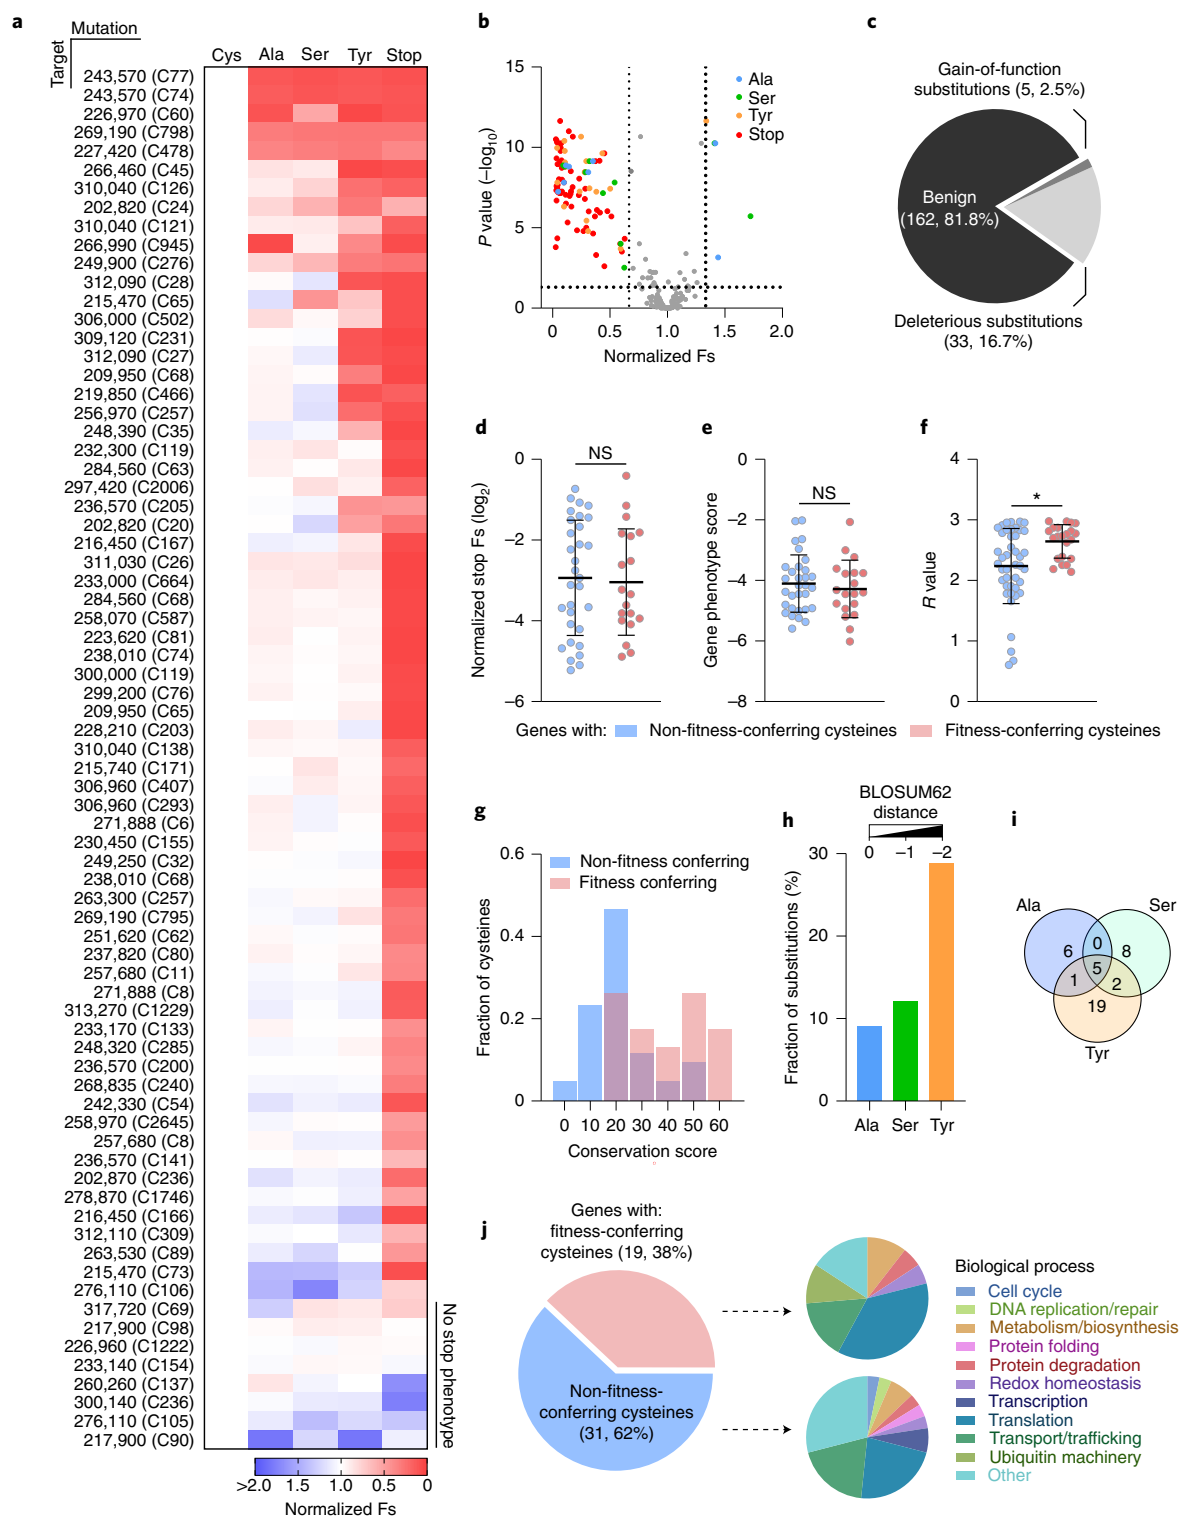 a
Mutation
Target
Cys Ala Ser Tyr Stop
243,570 (C77)
243,570 (C74)
226,970 (C60)
269,190 (C798)
227,420 (C478)
266,460 (C45)
310,040 (C126)
202,820 (C24)
310,040 (C121)
266,990 (C945)
249,900 (C276)
312,090 (C28)
215,470 (C65)
306,000 (C502)
309,120 (C231)
312,090 (C27)
209,950 (C68)
219,850 (C466)
256,970 (C257)
248,390 (C35)
232,300 (C119)
284,560 (C63)
297,420 (C2006)
236,570 (C205)
202,820 (C20)
216,450 (C167)
311,030 (C26)
233,000 (C664)
284,560 (C68)
258,070 (C587)
223,620 (C81)
238,010 (C74)
300,000 (C119)
299,200 (C76)
209,950 (C65)
228,210 (C203)
310,040 (C138)
215,740 (C171)
306,960 (C407)
306,960 (C293)
271,888 (C6)
230,450 (C155)
249,250 (C32)
238,010 (C68)
263,300 (C257)
269,190 (C795)
251,620 (C62)
237,820 (C80)
257,680 (C11)
271,888 (C8)
313,270 (C1229)
233,170 (C133)
248,320 (C285)
236,570 (C200)
268,835 (C240)
242,330 (C54)
258,970 (C2645)
257,680 (C8)
236,570 (C141)
202,870 (C236)
278,870 (C1746)
216,450 (C166)
312,110 (C309)
263,530 (C89)
215,470 (C73)
276,110 (C106)
317,720 (C69)
217,900 (C98)
226,960 (C1222)
233,140 (C154)
260,260 (C137)
300,140 (C236)
276,110 (C105)
217,900 (C90)
No stop phenotype
>2.0 1.5 1.0 0.5 0
Normalized Fs
b
15
10
5
0
P value (–log10)
0 0.5 1.0 1.5 2.0
Normalized Fs
Ala
Ser
Tyr
Stop
c
Gain-of-function
substitutions (5, 2.5%)
Benign
(162, 81.8%)
Deleterious substitutions
(33, 16.7%)
d
NS
0
–2
–4
–6
Normalized stop Fs (log2)
e
NS
0
–2
–4
–6
–8
Gene phenotype score
f
*
4
3
2
1
0
R value
Genes with: Non-fitness-conferring cysteines Fitness-conferring cysteines
g
0.6
0.4
0.2
0
Fraction of cysteines
Non-fitness conferring
Fitness conferring
0 10 20 30 40 50 60
Conservation score
h
BLOSUM62
distance
0 –1 –2
30
20
10
0
Fraction of substitutions (%)
Ala Ser Tyr
i
Ala Ser
6 0 8
5
1 2
19
Tyr
j
Genes with:
fitness-conferring
cysteines (19, 38%)
Non-fitness-
conferring cysteines
(31, 62%)
Biological process
Cell cycle
DNA replication/repair
Metabolism/biosynthesis
Protein folding
Protein degradation
Redox homeostasis
Transcription
Translation
Transport/trafficking
Ubiquitin machinery
Other